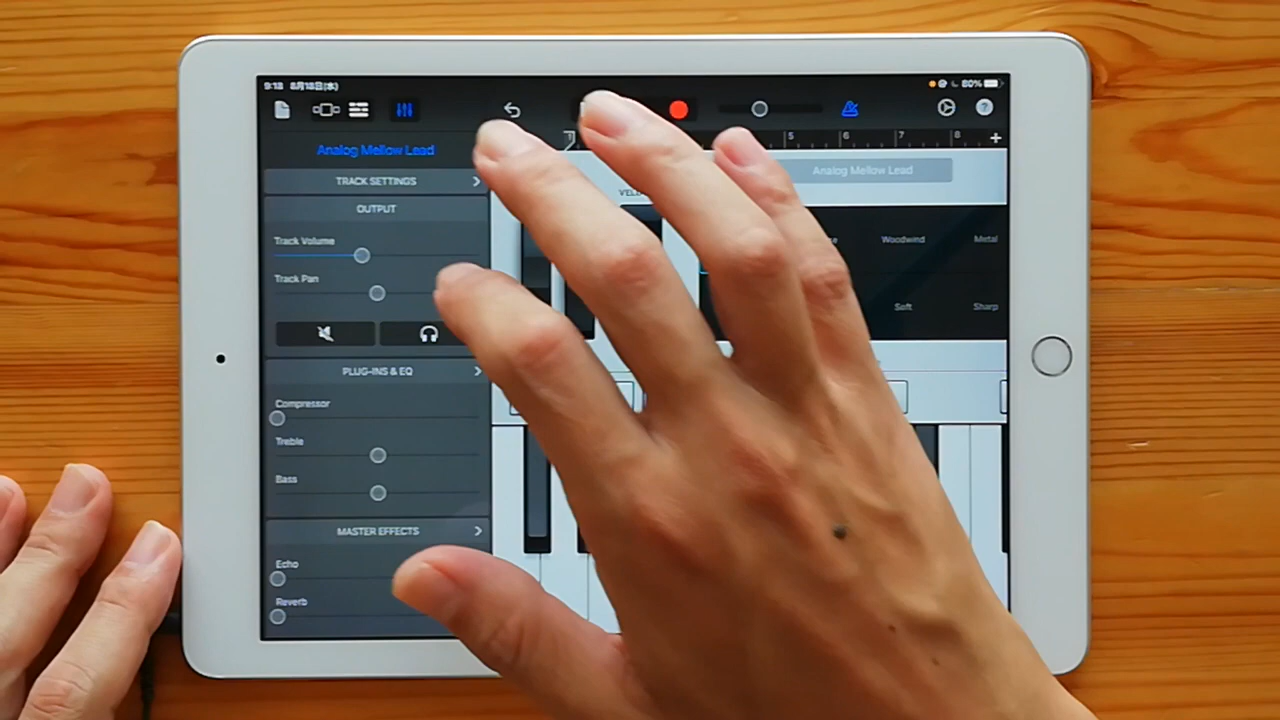 9:18 8月18日(水)
80%
5 6 7 8 +
Analog Mellow Lead
Analog Mellow Lead
TRACK SETTINGS
OUTPUT
Track Volume
Woodwind Metal
Track Pan
Soft Sharp
PLUG-INS & EQ
Compressor
Treble
Bass
MASTER EFFECTS
Echo
Reverb